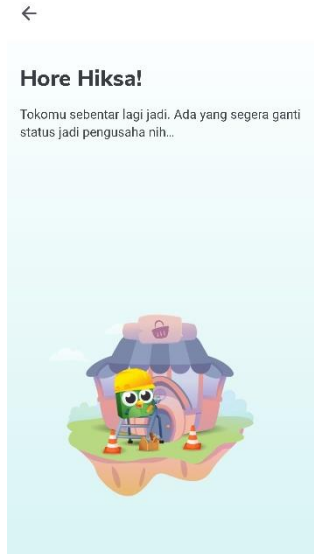 Hore Hiksa!
Tokomu sebentar lagi jadi. Ada yang segera ganti
status jadi pengusaha nih...